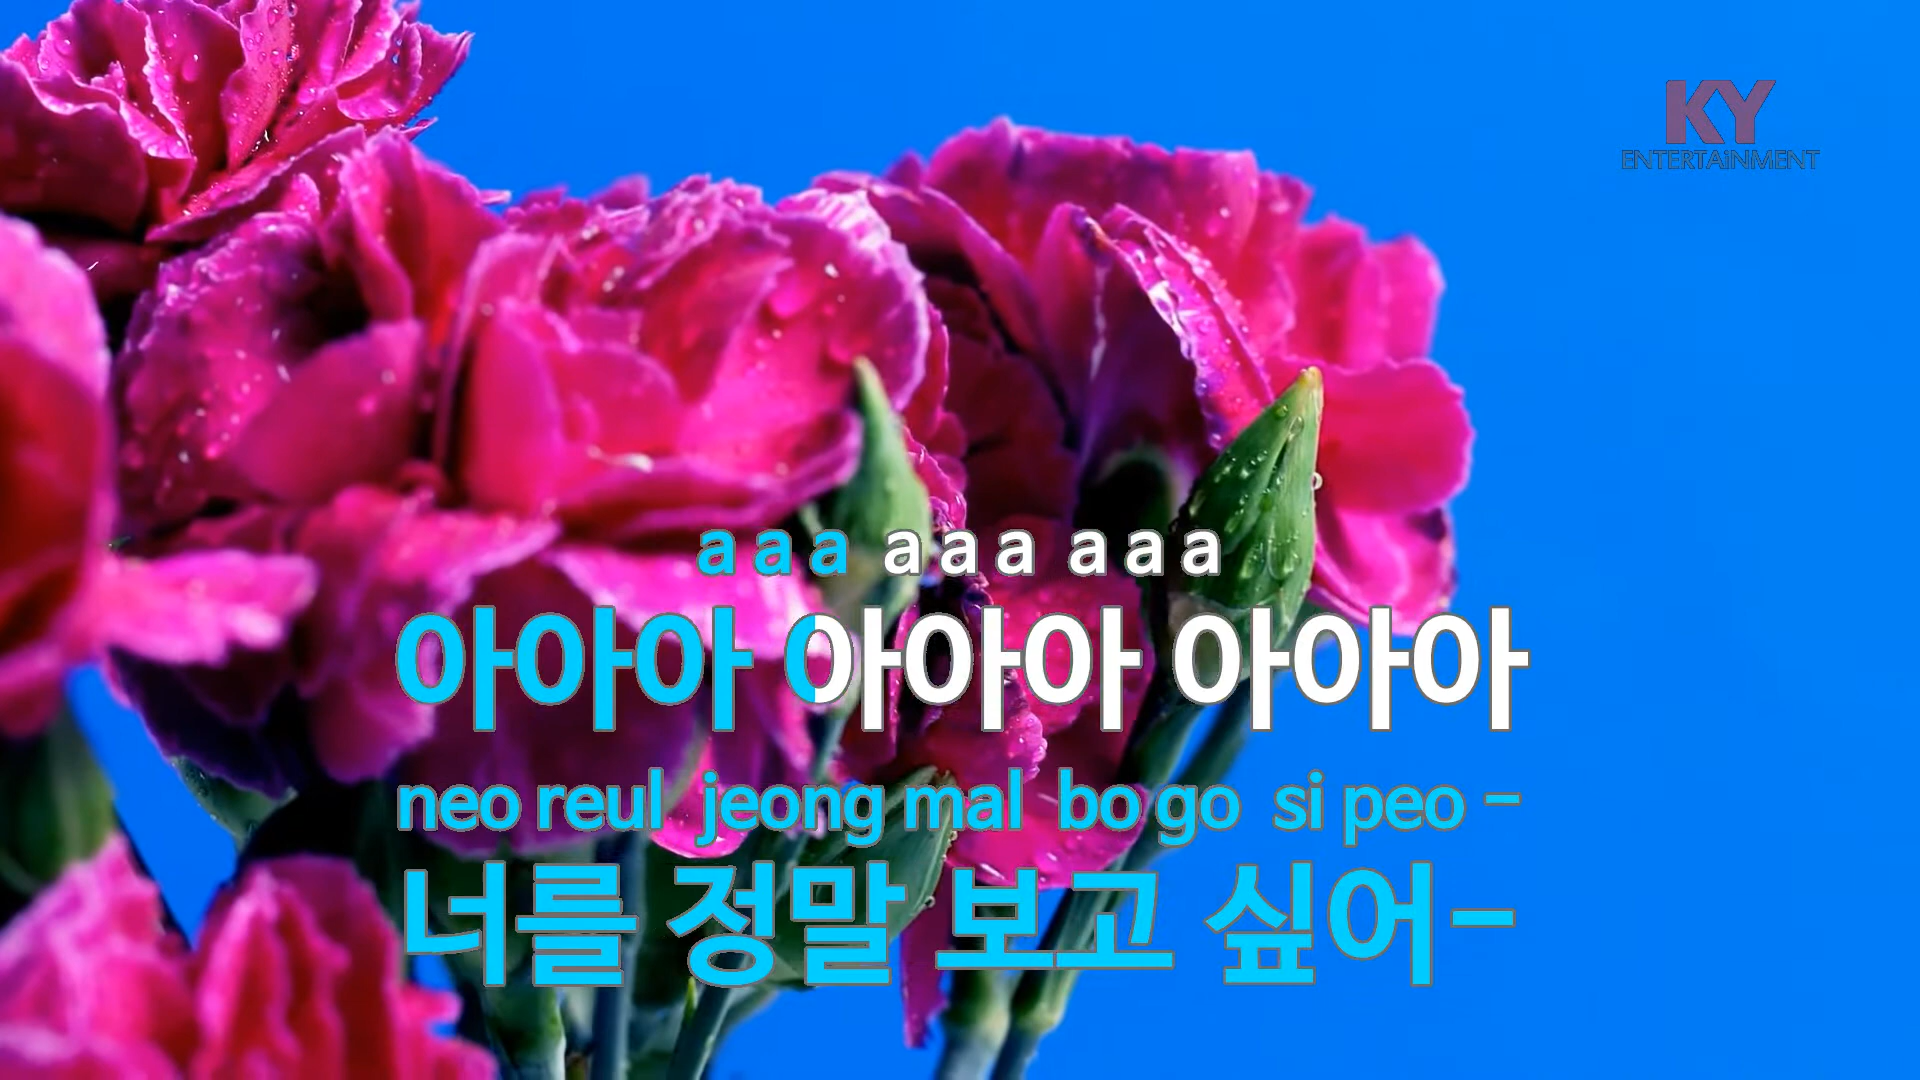 KY
ENTERTAiNMENT
a a a a a a a a a
아아아 아아아 아아아
neo reul jeong mal bo go si peo -
너를 정말 보고 싶어-